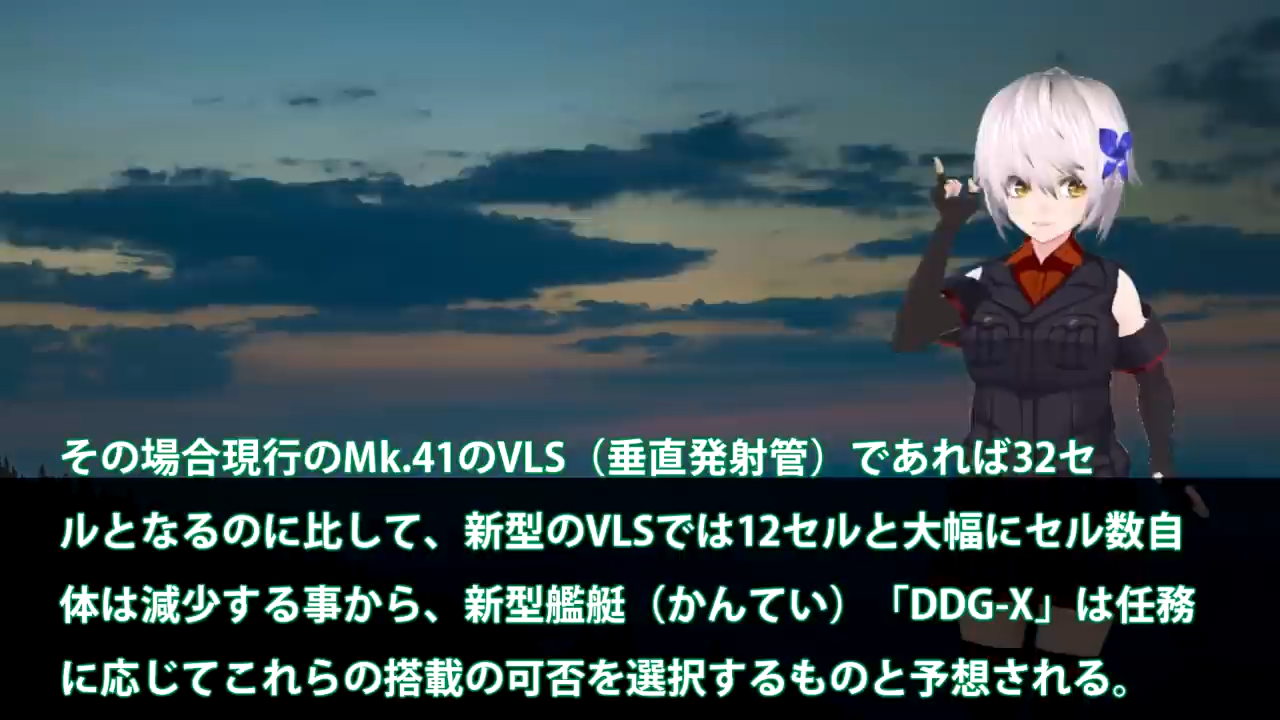 その場合現行のMk.41のVLS（垂直発射管）であれば32セ
ルとなるのに比して、新型のVLSでは12セルと大幅にセル数自
体は減少する事から、新型艦艇（かんてい）「DDG-X」は任務
に応じてこれらの搭載の可否を選択するものと予想される。